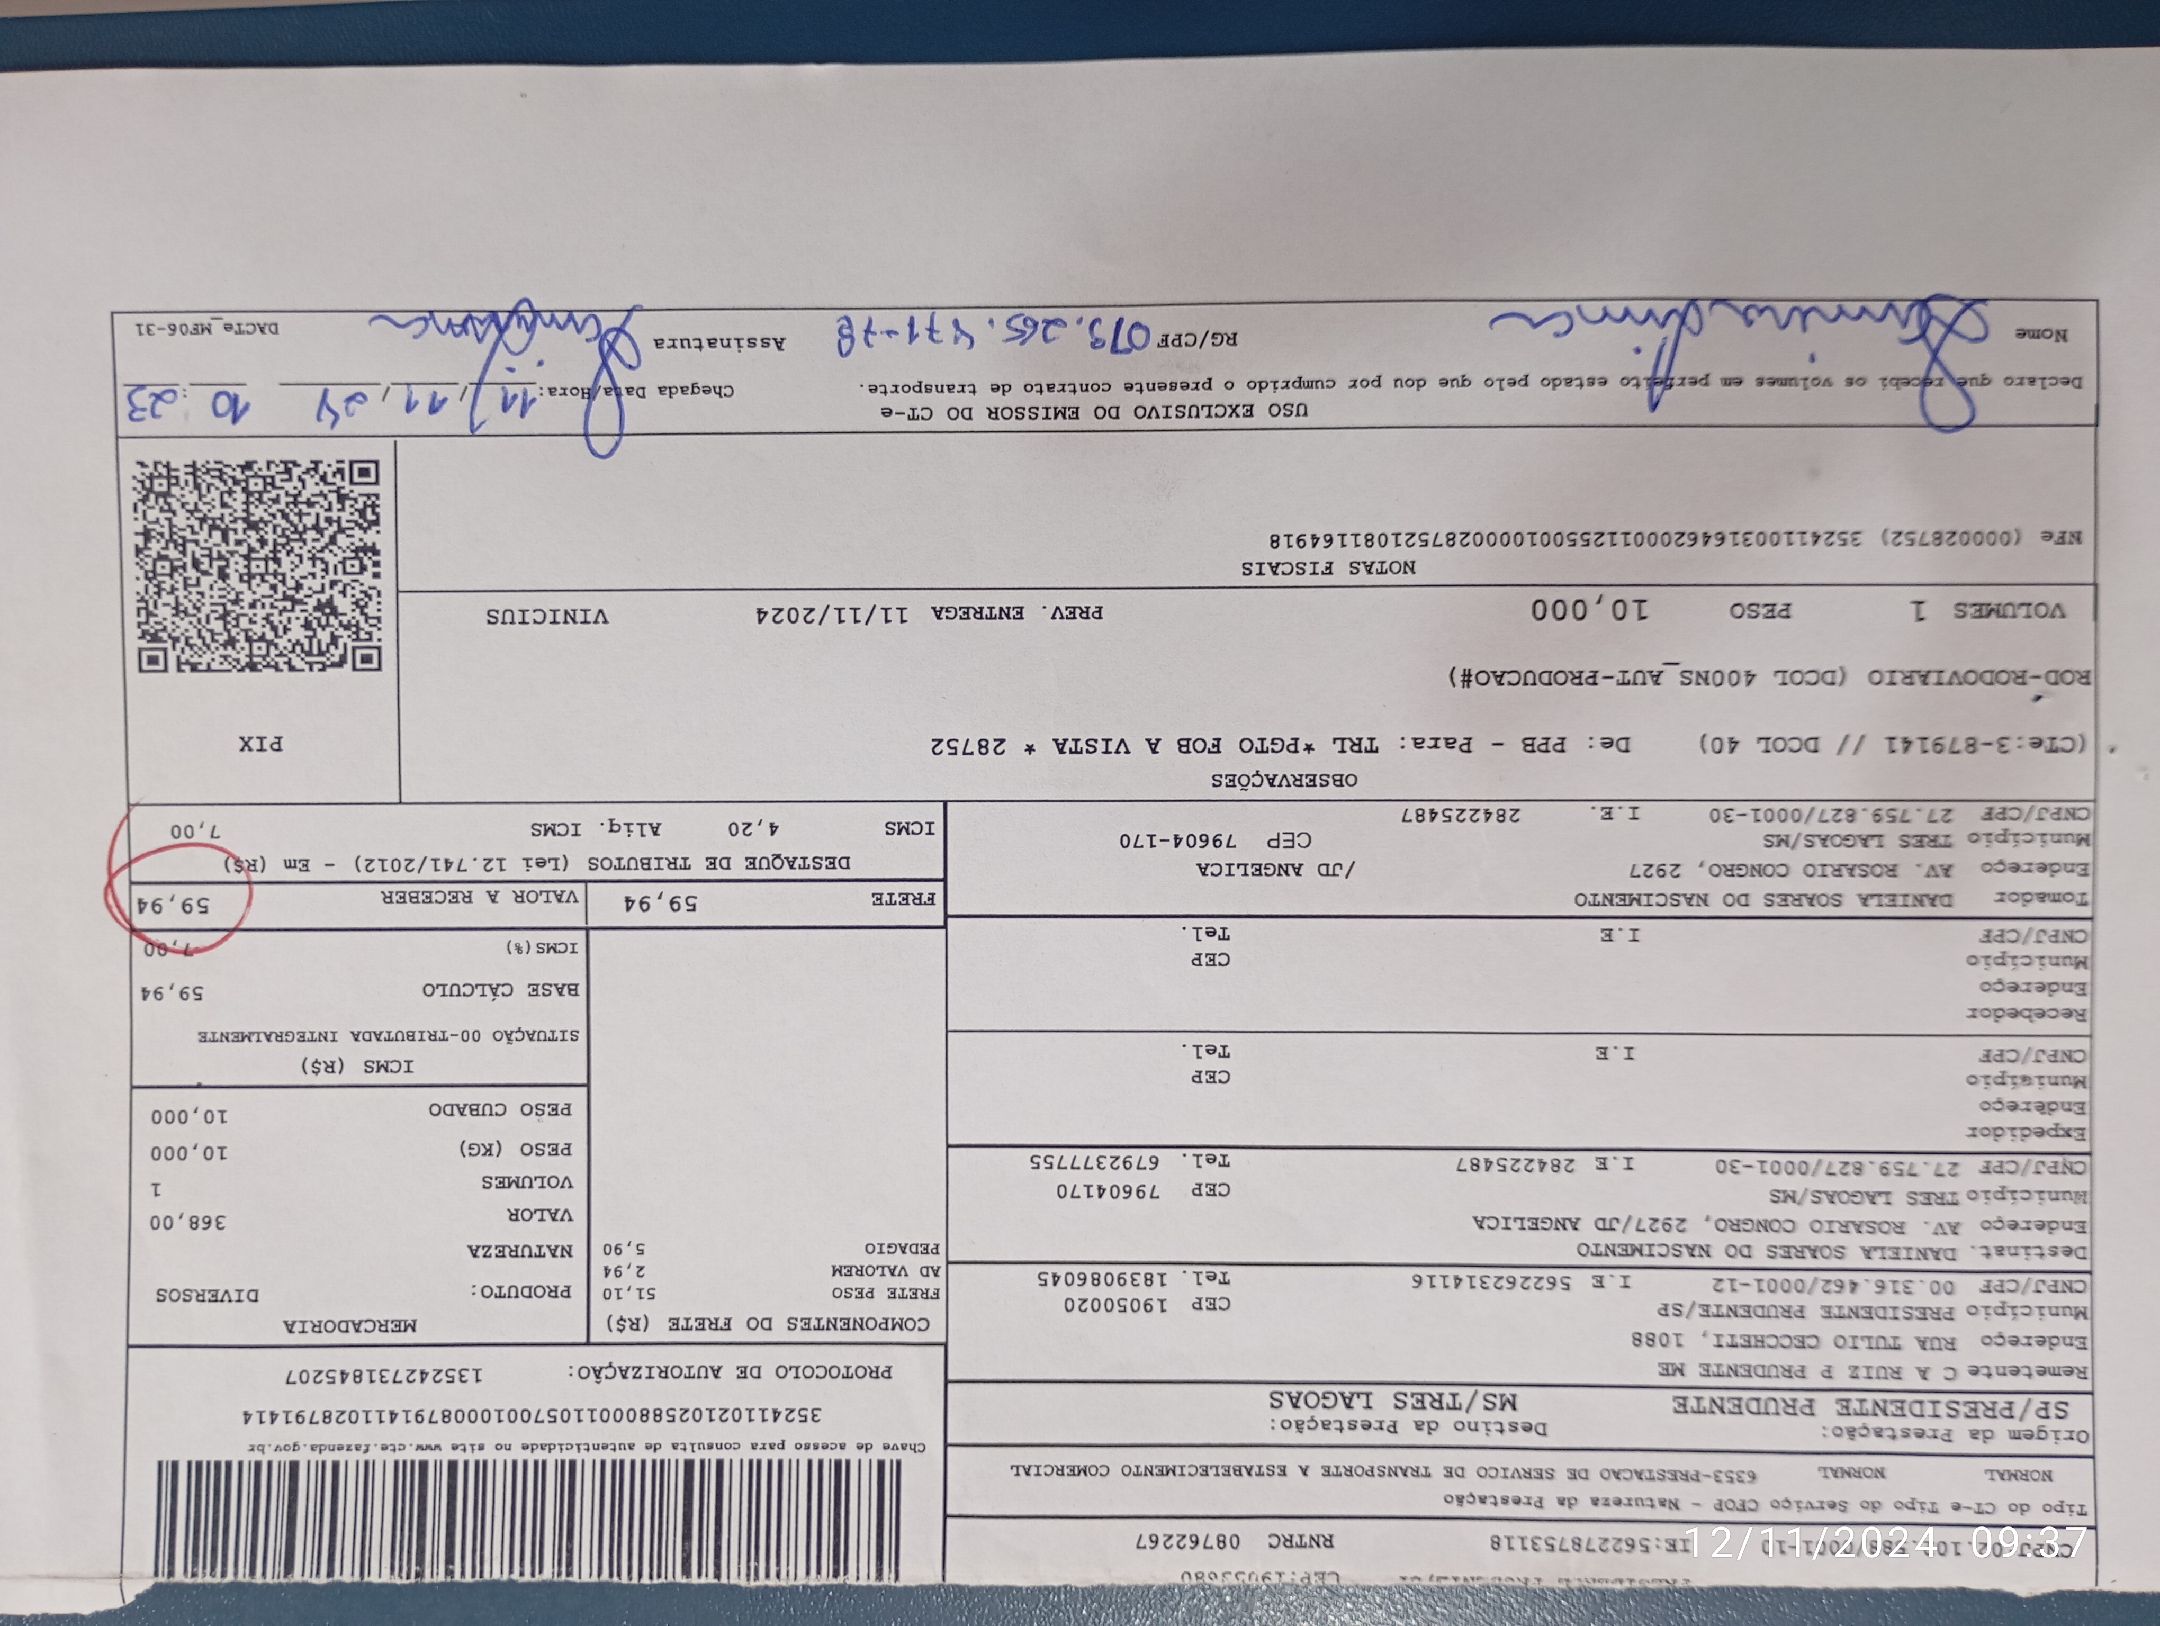 CEP:19053680
CNPJ:02.102.588/0001-10 IE:562278753118 RNTRC 08762267
Tipo do CT-e Tipo do Serviço CFOP - Natureza da Prestação
NORMAL NORMAL 6353-PRESTACAO DE SERVICO DE TRANSPORTE A ESTABELECIMENTO COMERCIAL
Origem da Prestação: Destino da Prestação:
SP/PRESIDENTE PRUDENTE MS/TRES LAGOAS
Chave de acesso para consulta de autenticidade no site www.cte.fazenda.gov.br
35241102102588000110570010008791411028791414
PROTOCOLO DE AUTORIZAÇÃO: 135242731845207
Remetente C A RUIZ P PRUDENTE ME
Endereço RUA TULIO CECCHETI, 1088
Município PRESIDENTE PRUDENTE/SP CEP 19050020
CNPJ/CPF 00.316.462/0001-12 I.E 562262314116 Tel. 1839086045
Destinat. DANIELA SOARES DO NASCIMENTO
Endereço AV. ROSARIO CONGRO, 2927/JD ANGELICA
Município TRES LAGOAS/MS CEP 79604170
CNPJ/CPF 27.759.827/0001-30 I.E 284225487 Tel. 6792377755
Expedidor
Endereço
Município CEP
CNPJ/CPF I.E Tel.
Recebedor
Endereço
Município CEP
CNPJ/CPF I.E Tel.
Tomador DANIELA SOARES DO NASCIMENTO
Endereço AV. ROSARIO CONGRO, 2927 /JD ANGELICA
Município TRES LAGOAS/MS CEP 79604-170
CNPJ/CPF 27.759.827/0001-30 I.E. 284225487
COMPONENTES DO FRETE (R$)
FRETE PESO 51,10
AD VALOREM 2,94
PEDAGIO 5,90
MERCADORIA
PRODUTO: DIVERSOS
NATUREZA
VALOR 368,00
VOLUMES 1
PESO (KG) 10,000
PESO CUBADO 10,000
ICMS (R$)
SITUAÇÃO 00-TRIBUTADA INTEGRALMENTE
BASE CÁLCULO 59,94
ICMS(%) 7,00
FRETE 59,94 VALOR A RECEBER 59,94
DESTAQUE DE TRIBUTOS (Lei 12.741/2012) - Em (R$)
ICMS 4,20 Aliq. ICMS 7,00
OBSERVAÇÕES
(CTe:3-879141 // DCOL 40) De: PPB - Para: TRL *PGTO FOB A VISTA * 28752
PIX
ROD-RODOVIARIO (DCOL 400NS_AUT-PRODUCAO#)
VOLUMES 1 PESO 10,000 PREV. ENTREGA 11/11/2024 VINICIUS
NOTAS FISCAIS
NFe (000028752) 35241100316462000112550010000287521081164918
USO EXCLUSIVO DO EMISSOR DO CT-e
Declaro que recebi os volumes em perfeito estado pelo que dou por cumprido o presente contrato de transporte. Chegada Data/Hora: 11/11/24 10:23
Nome RG/CPF 073.265.471-78 Assinatura DACTe_MF06-31
12/11/2024 09:37